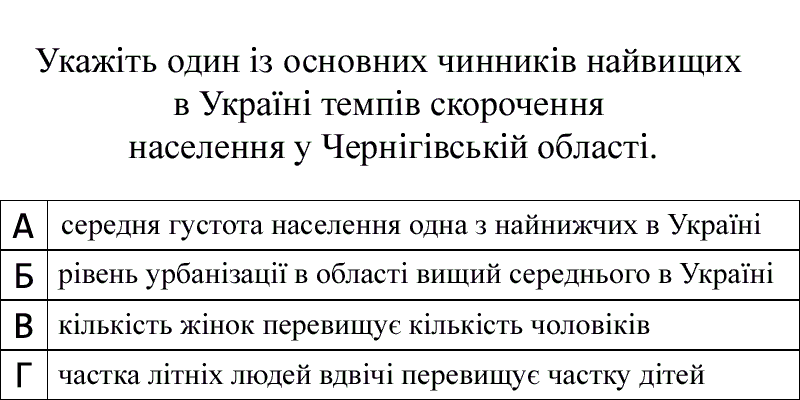 Укажіть один із основних чинників найвищих
в Україні темпів скорочення
населення у Чернігівській області.
А середня густота населення одна з найнижчих в Україні
Б рівень урбанізації в області вищий середнього в Україні
В кількість жінок перевищує кількість чоловіків
Г частка літніх людей вдвічі перевищує частку дітей